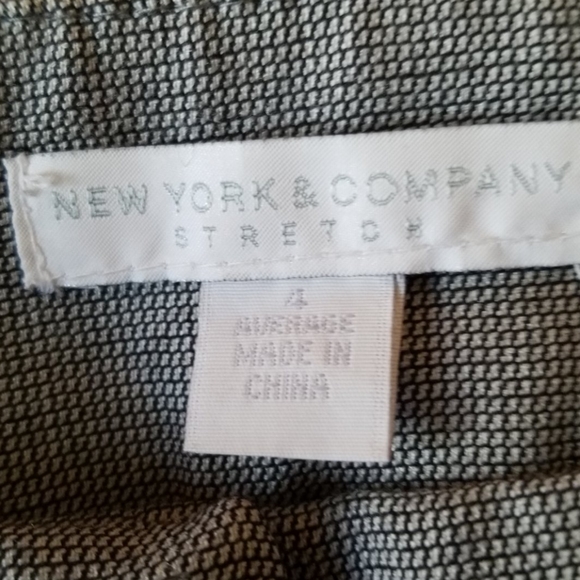 NEW YORK & COMPANY
STRETCH
4
AVERAGE
MADE IN
CHINA